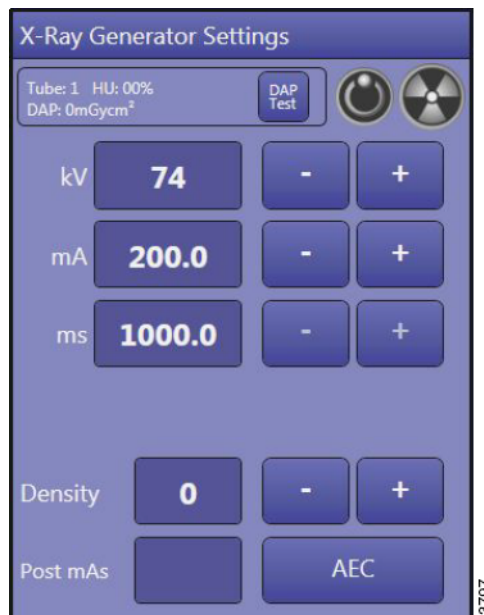 X-Ray Generator Settings
Tube: 1 HU: 00%
DAP: 0mGycm²
DAP
Test
kV 74 - +
mA 200.0 - +
ms 1000.0 - +
Density 0 - +
Post mAs AEC